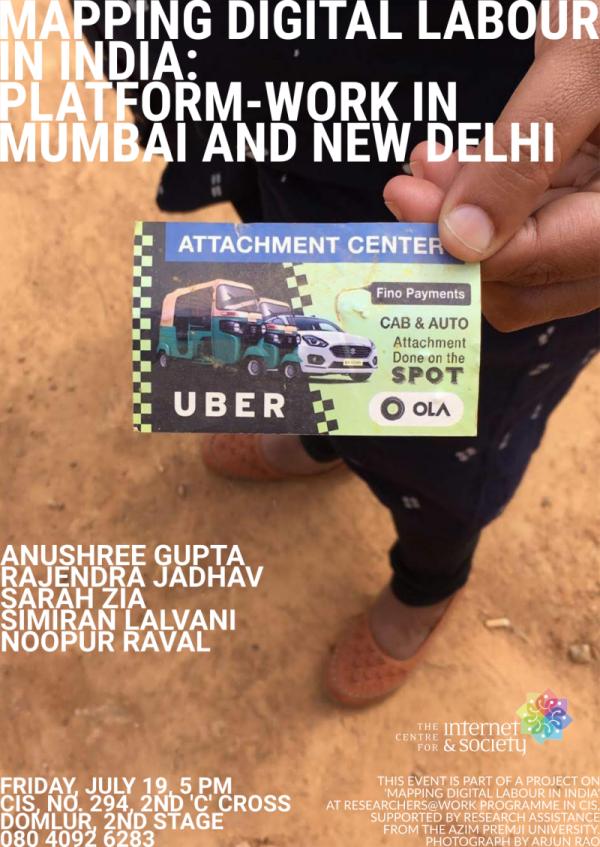 MAPPING DIGITAL LABOUR
IN INDIA:
PLATFORM-WORK IN
MUMBAI AND NEW DELHI
ATTACHMENT CENTER
Fino Payments
CAB & AUTO
Attachment
Done on the
SPOT
UBER
OLA
ANUSHREE GUPTA
RAJENDRA JADHAV
SARAH ZIA
SIMIRAN LALVANI
NOOPUR RAVAL
THE CENTRE FOR internet & society
FRIDAY, JULY 19, 5 PM
CIS, NO. 294, 2ND 'C' CROSS
DOMLUR, 2ND STAGE
080 4092 6283
THIS EVENT IS PART OF A PROJECT ON
'MAPPING DIGITAL LABOUR IN INDIA'
AT RESEARCHERS@WORK PROGRAMME IN CIS,
SUPPORTED BY RESEARCH ASSISTANCE
FROM THE AZIM PREMJI UNIVERSITY.
PHOTOGRAPH BY ARJUN RAO